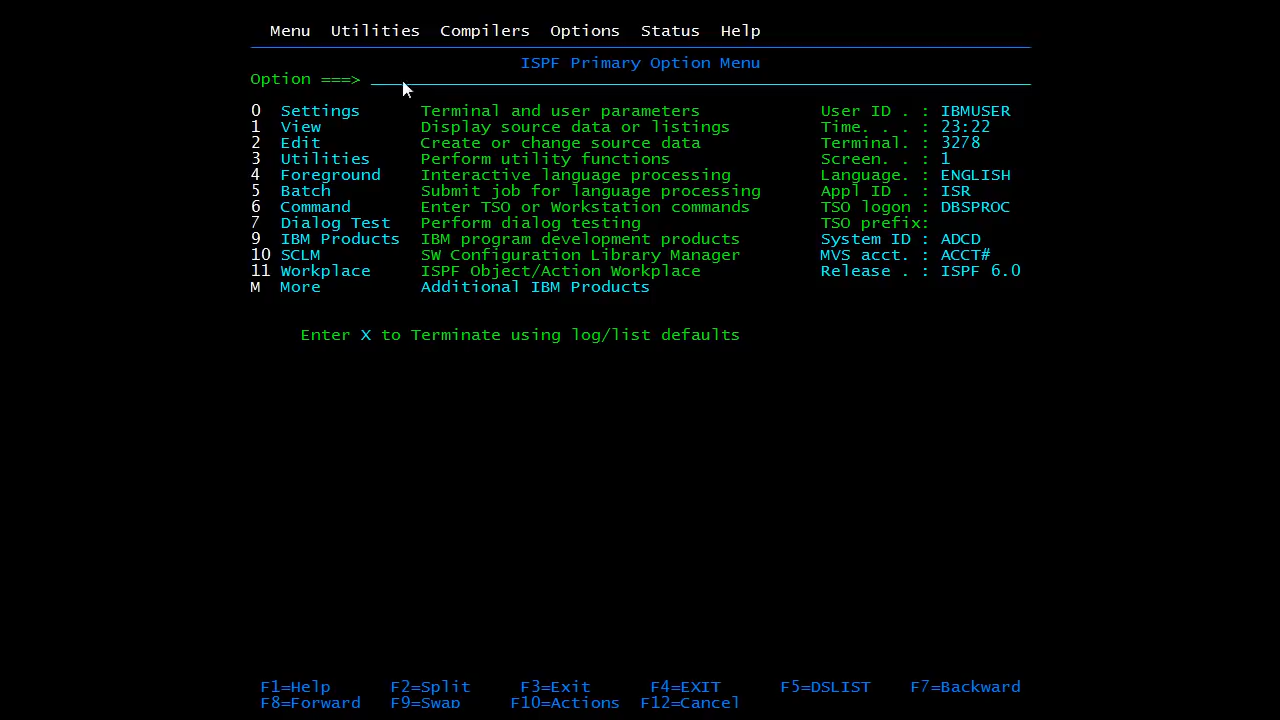 Menu  Utilities  Compilers  Options  Status  Help
ISPF Primary Option Menu
Option ===>
0  Settings      Terminal and user parameters            User ID . : IBMUSER
1  View          Display source data or listings         Time. . . : 23:22
2  Edit          Create or change source data            Terminal. : 3278
3  Utilities     Perform utility functions               Screen. . : 1
4  Foreground    Interactive language processing         Language. : ENGLISH
5  Batch         Submit job for language processing      Appl ID . : ISR
6  Command       Enter TSO or Workstation commands       TSO logon : DBSPROC
7  Dialog Test   Perform dialog testing                  TSO prefix:
9  IBM Products  IBM program development products        System ID : ADCD
10 SCLM          SW Configuration Library Manager        MVS acct. : ACCT#
11 Workplace     ISPF Object/Action Workplace            Release . : ISPF 6.0
M  More          Additional IBM Products
Enter X to Terminate using log/list defaults
F1=Help      F2=Split     F3=Exit      F4=EXIT      F5=DSLIST    F7=Backward
F8=Forward   F9=Swap     F10=Actions  F12=Cancel